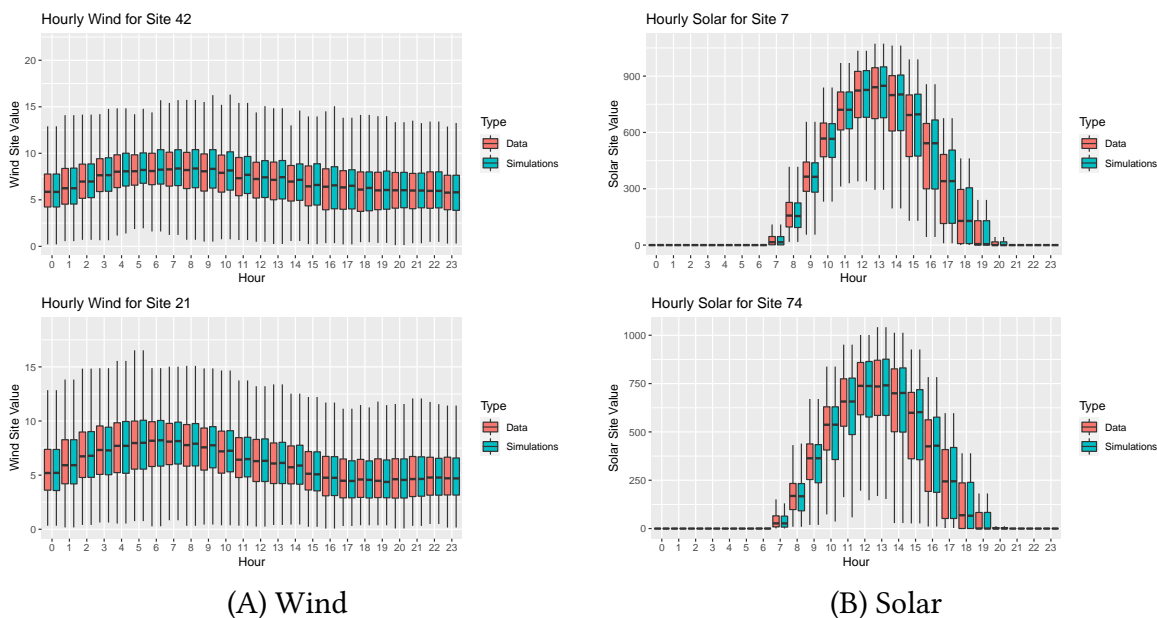 Hourly Wind for Site 42
Wind Site Value
20
15
10
5
0
0 1 2 3 4 5 6 7 8 9 10 11 12 13 14 15 16 17 18 19 20 21 22 23
Hour
Type
Data
Simulations
Hourly Wind for Site 21
Wind Site Value
15
10
5
0
0 1 2 3 4 5 6 7 8 9 10 11 12 13 14 15 16 17 18 19 20 21 22 23
Hour
Type
Data
Simulations
(A) Wind
Hourly Solar for Site 7
Solar Site Value
900
600
300
0
0 1 2 3 4 5 6 7 8 9 10 11 12 13 14 15 16 17 18 19 20 21 22 23
Hour
Type
Data
Simulations
Hourly Solar for Site 74
Solar Site Value
1000
750
500
250
0
0 1 2 3 4 5 6 7 8 9 10 11 12 13 14 15 16 17 18 19 20 21 22 23
Hour
Type
Data
Simulations
(B) Solar